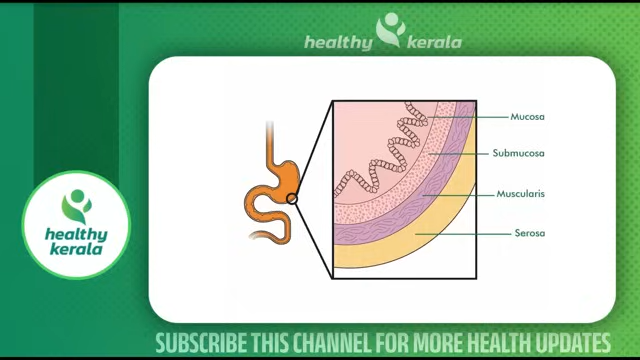 healthy kerala
Mucosa
Submucosa
Muscularis
Serosa
healthy
kerala
SUBSCRIBE THIS CHANNEL FOR MORE HEALTH UPDATES